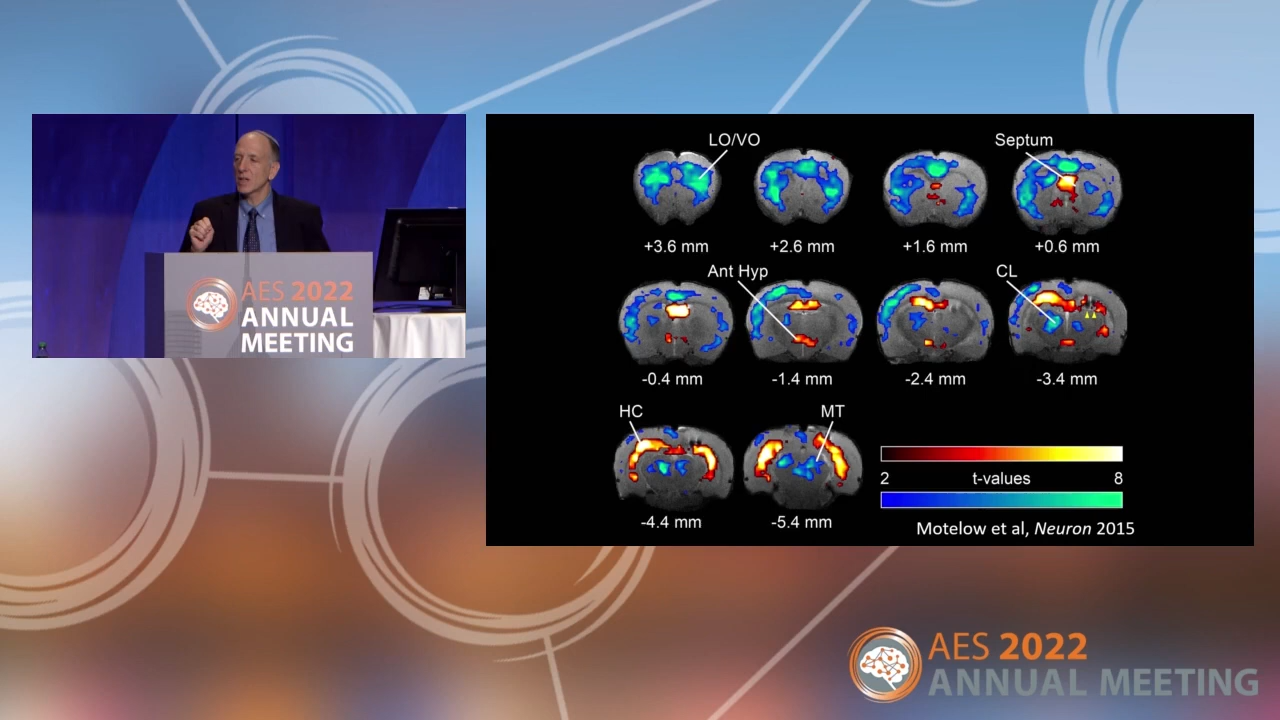 AES 2022
ANNUAL
MEETING
LO/VO
Septum
+3.6 mm
+2.6 mm
+1.6 mm
+0.6 mm
Ant Hyp
CL
-0.4 mm
-1.4 mm
-2.4 mm
-3.4 mm
HC
MT
2
t-values
8
-4.4 mm
-5.4 mm
Motelow et al, Neuron 2015
AES 2022
ANNUAL MEETING